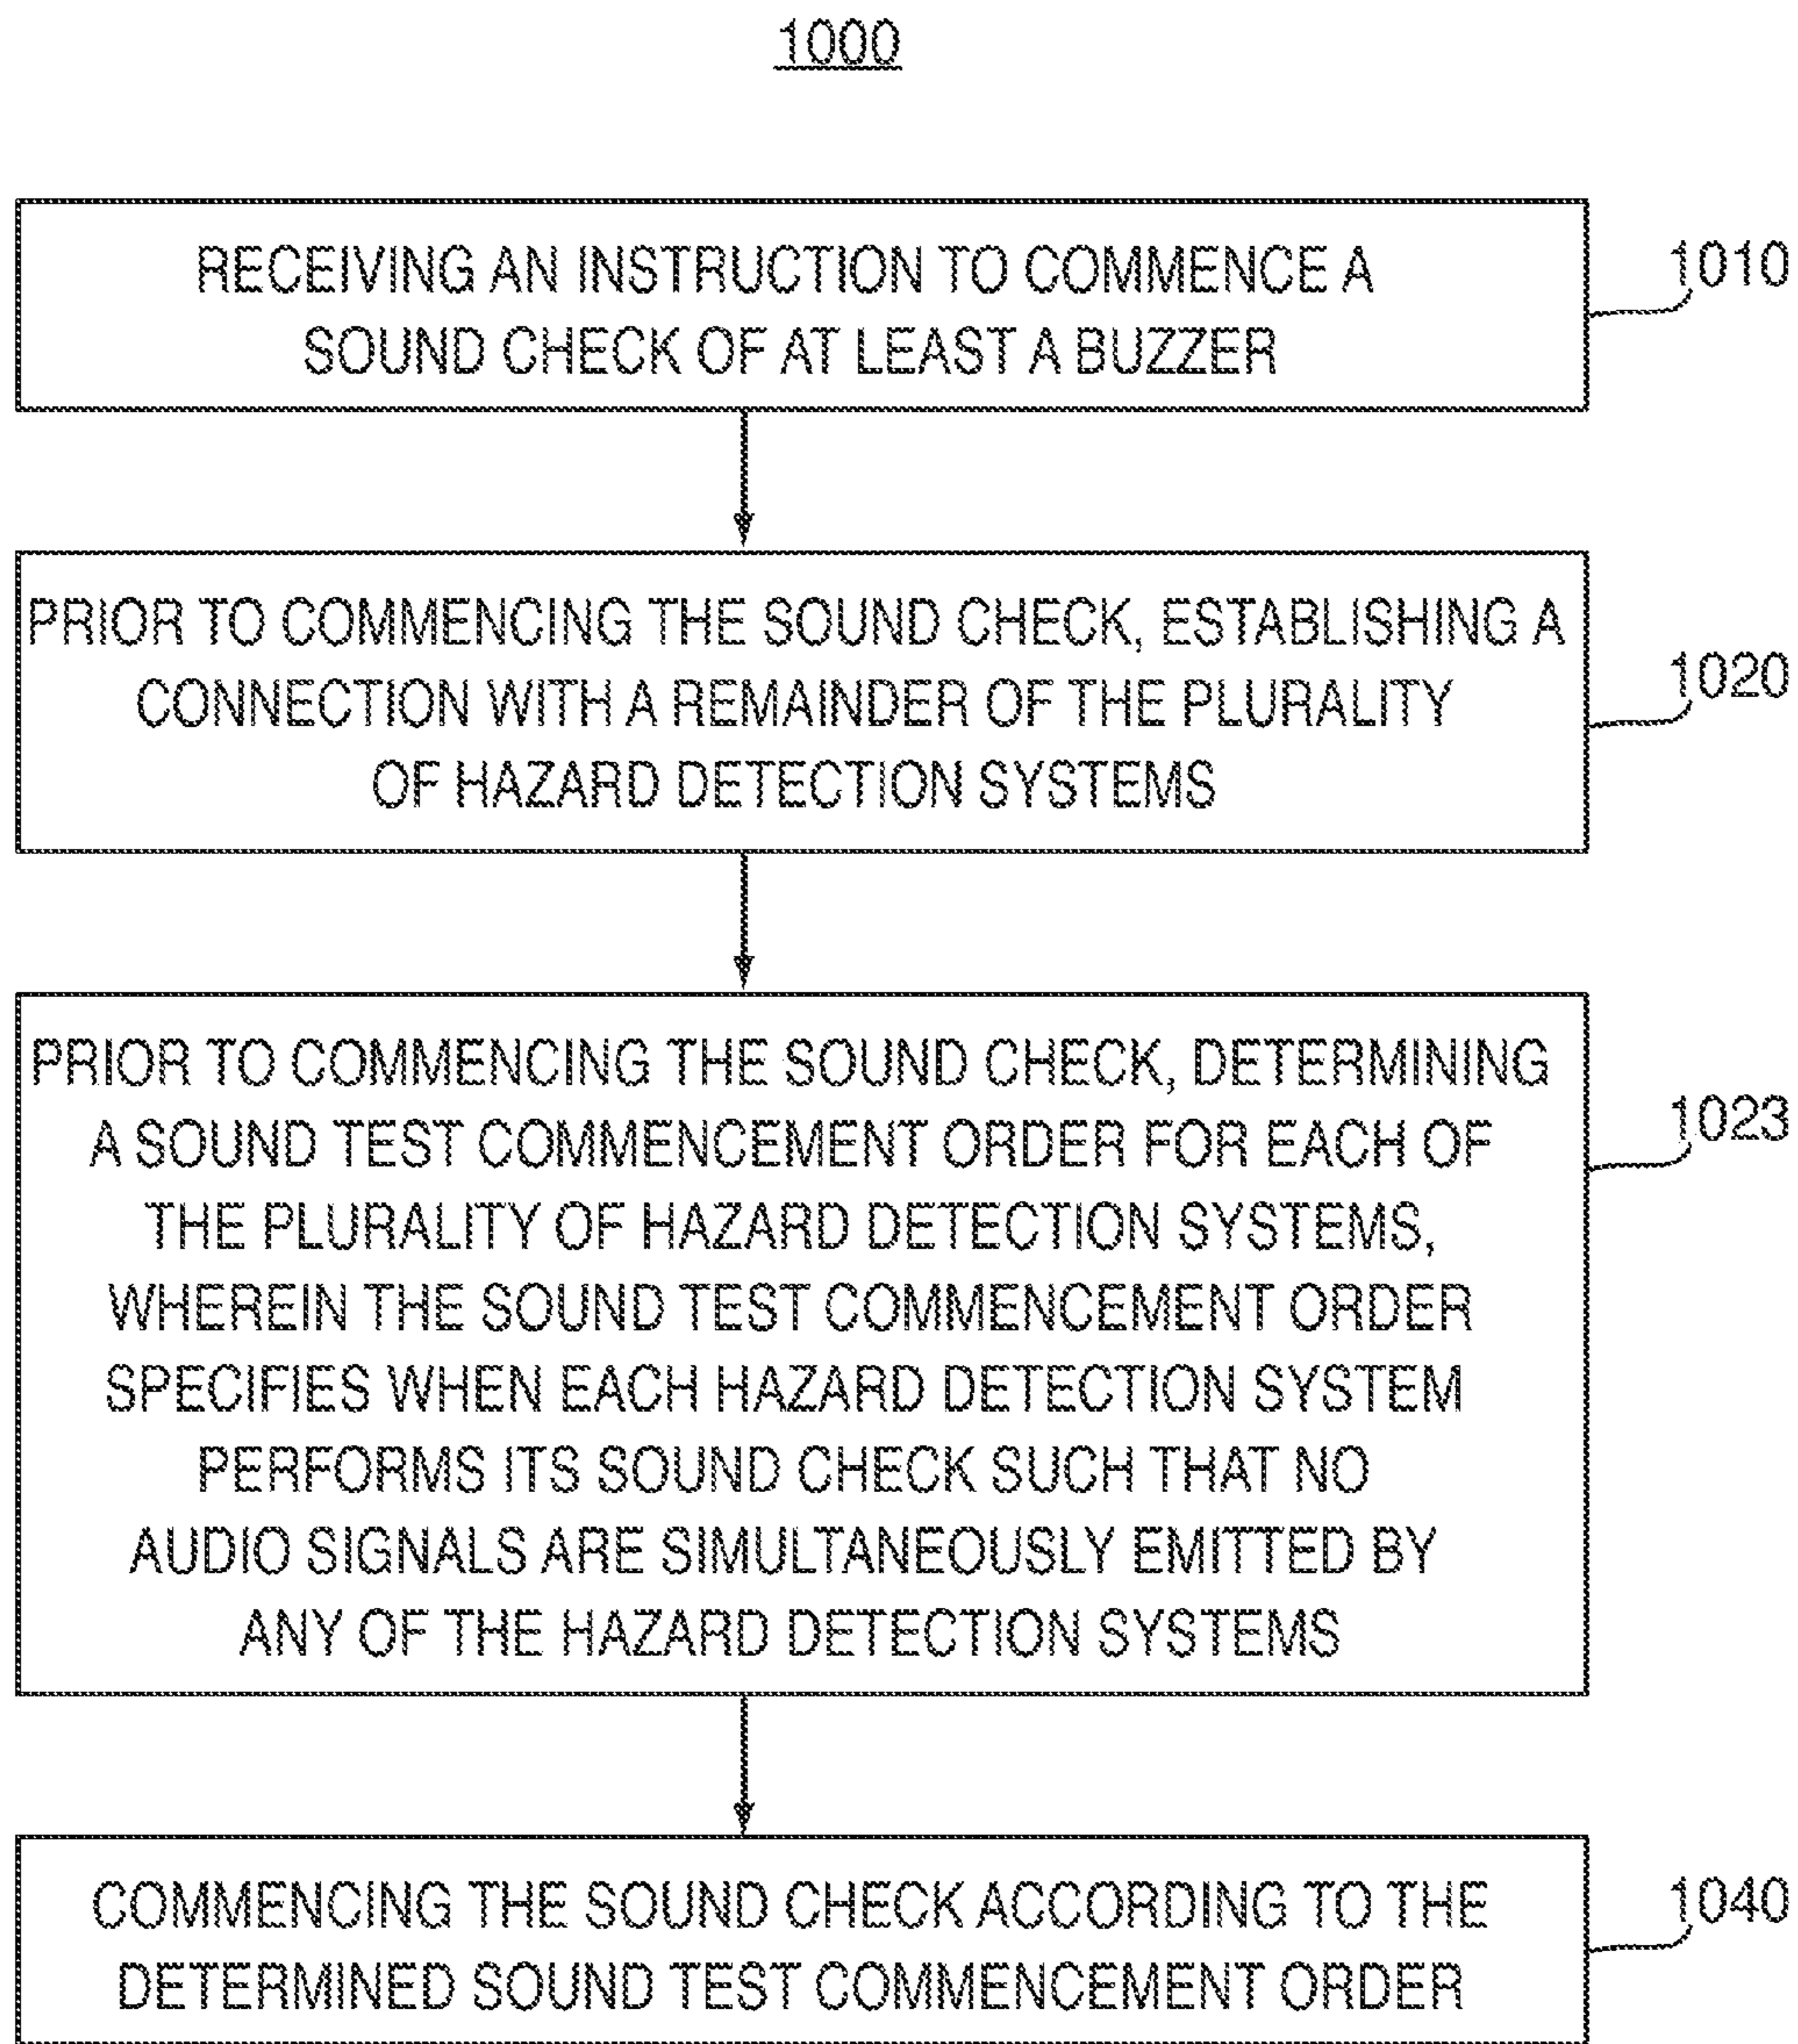 1000
RECEIVING AN INSTRUCTION TO COMMENCE A
SOUND CHECK OF AT LEAST A BUZZER
1010
PRIOR TO COMMENCING THE SOUND CHECK, ESTABLISHING A
CONNECTION WITH A REMAINDER OF THE PLURALITY
OF HAZARD DETECTION SYSTEMS
1020
PRIOR TO COMMENCING THE SOUND CHECK, DETERMINING
A SOUND TEST COMMENCEMENT ORDER FOR EACH OF
THE PLURALITY OF HAZARD DETECTION SYSTEMS,
WHEREIN THE SOUND TEST COMMENCEMENT ORDER
SPECIFIES WHEN EACH HAZARD DETECTION SYSTEM
PERFORMS ITS SOUND CHECK SUCH THAT NO
AUDIO SIGNALS ARE SIMULTANEOUSLY EMITTED BY
ANY OF THE HAZARD DETECTION SYSTEMS
1023
COMMENCING THE SOUND CHECK ACCORDING TO THE
DETERMINED SOUND TEST COMMENCEMENT ORDER
1040